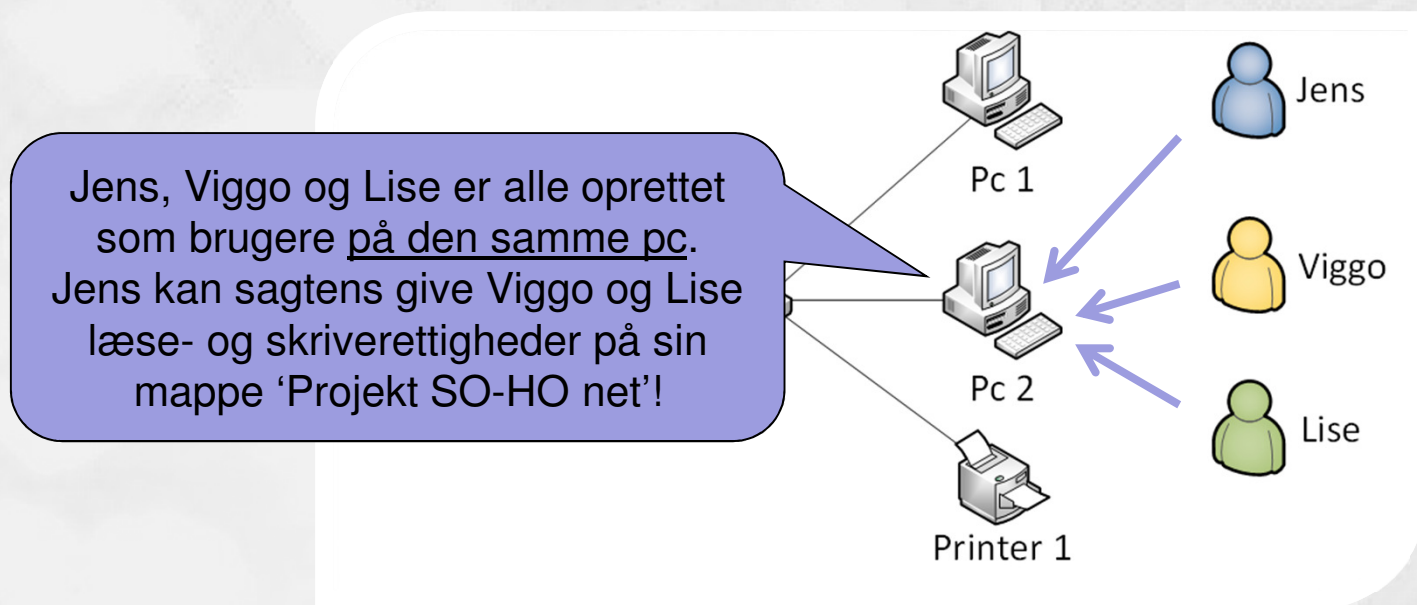 Jens, Viggo og Lise er alle oprettet
som brugere på den samme pc.
Jens kan sagtens give Viggo og Lise
læse- og skriverettigheder på sin
mappe ‘Projekt SO-HO net’!
Pc 1
Pc 2
Printer 1
Jens
Viggo
Lise